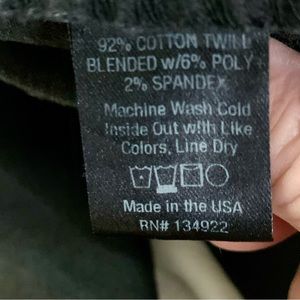 92% COTTON TWILL
BLENDED w/6% POLY
2% SPANDEX
Machine Wash Cold
Inside Out with Like
Colors, Line Dry
Made in the USA
RN# 134922